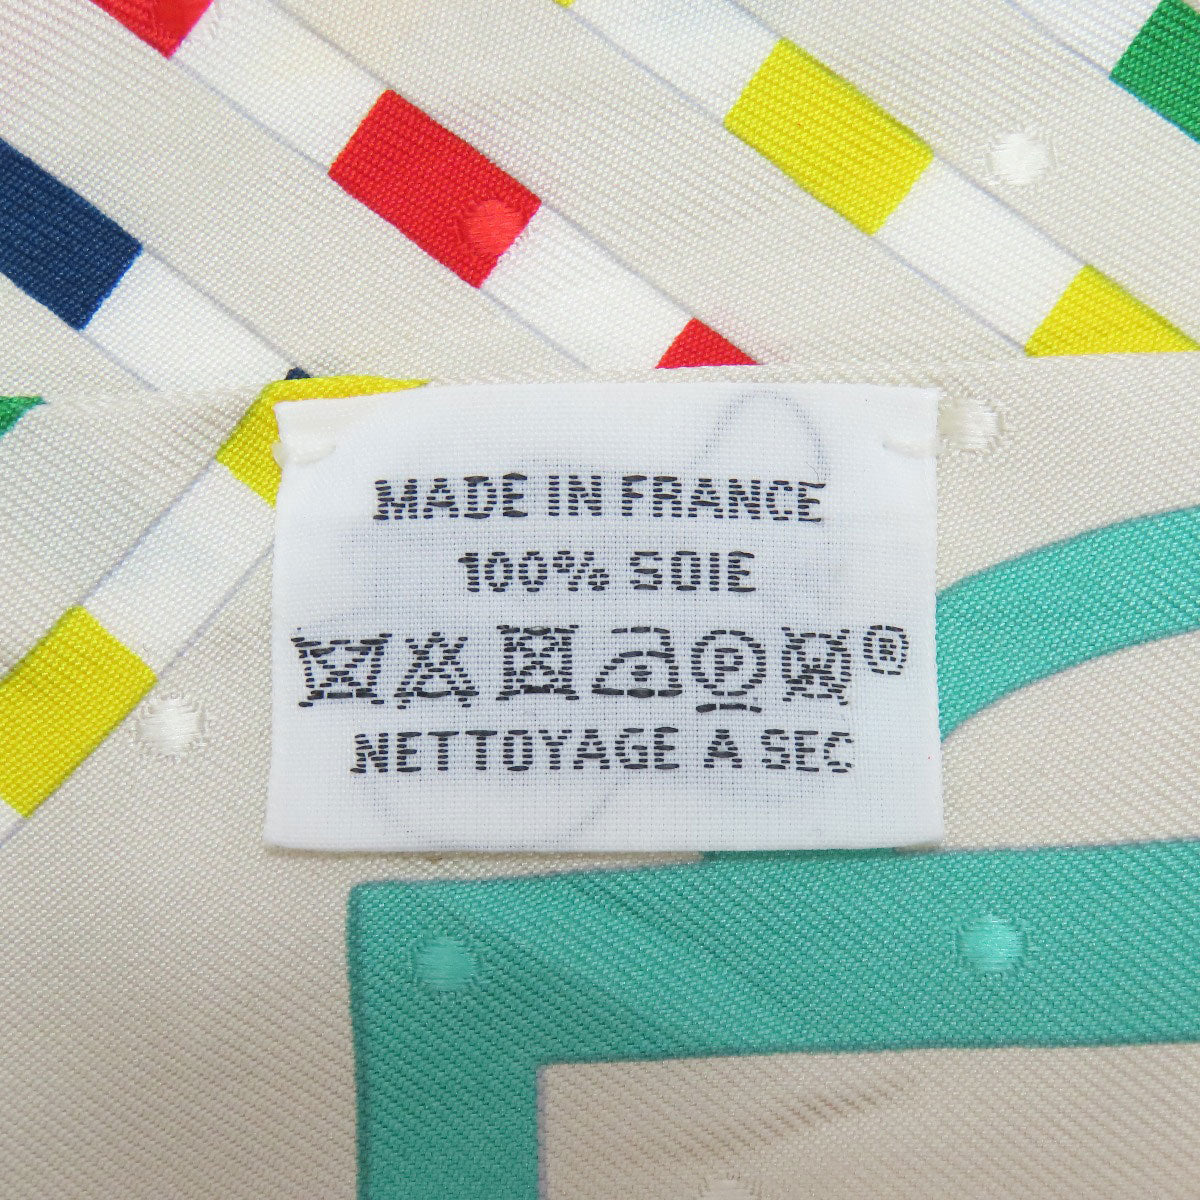 MADE IN FRANCE
100% SOIE
P W ®
NETTOYAGE À SEC